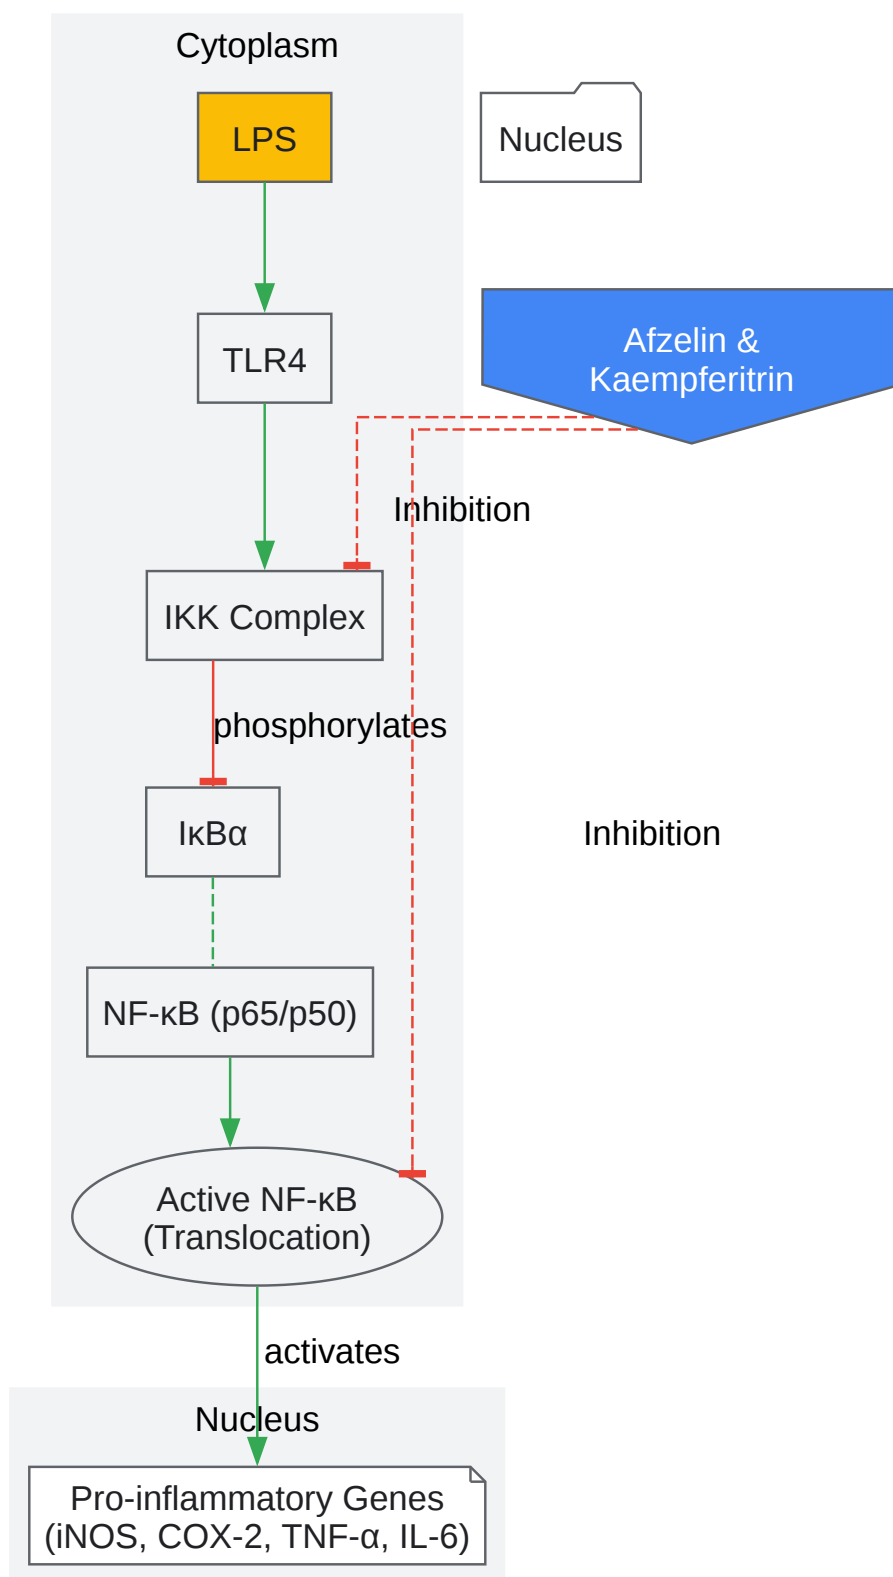 Cytoplasm
LPS
Nucleus
TLR4
Afzelin &
Kaempferitrin
Inhibition
IKK Complex
phosphorylates
IκBα
Inhibition
NF-κB (p65/p50)
Active NF-κB
(Translocation)
activates
Nucleus
Pro-inflammatory Genes
(iNOS, COX-2, TNF-α, IL-6)